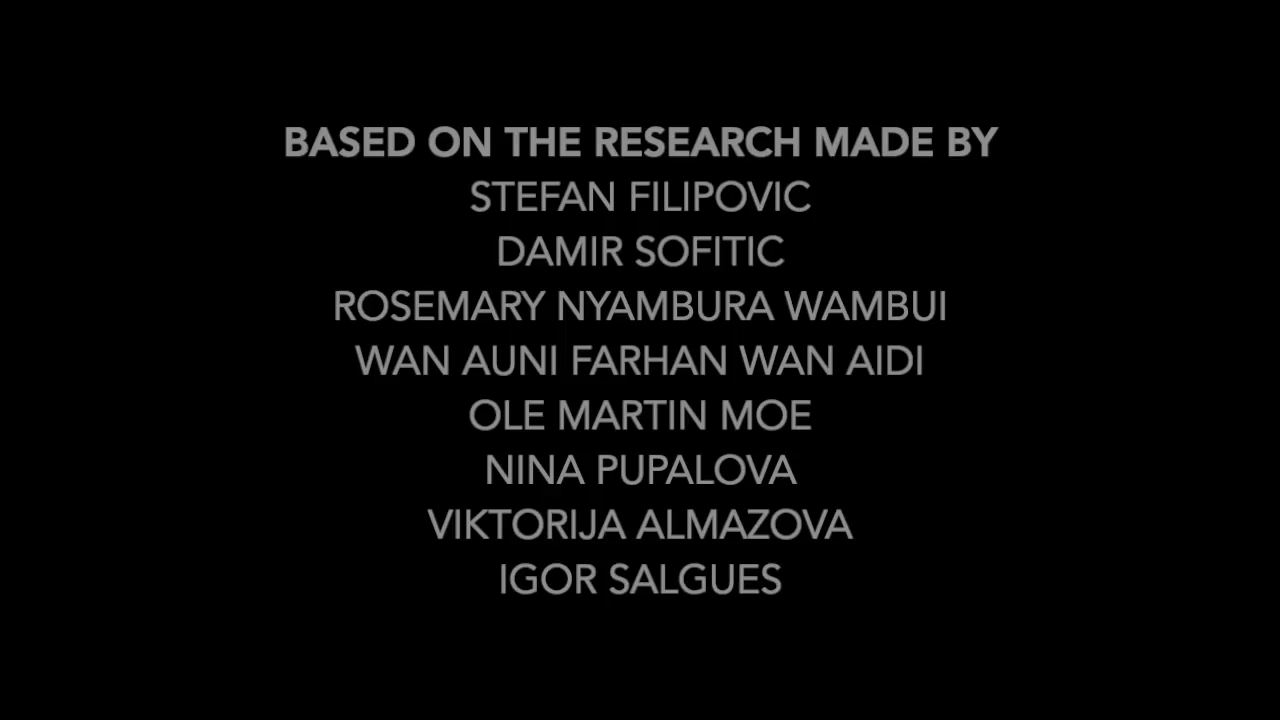 BASED ON THE RESEARCH MADE BY
STEFAN FILIPOVIC
DAMIR SOFITIC
ROSEMARY NYAMBURA WAMBUI
WAN AUNI FARHAN WAN AIDI
OLE MARTIN MOE
NINA PUPALOVA
VIKTORIJA ALMAZOVA
IGOR SALGUES